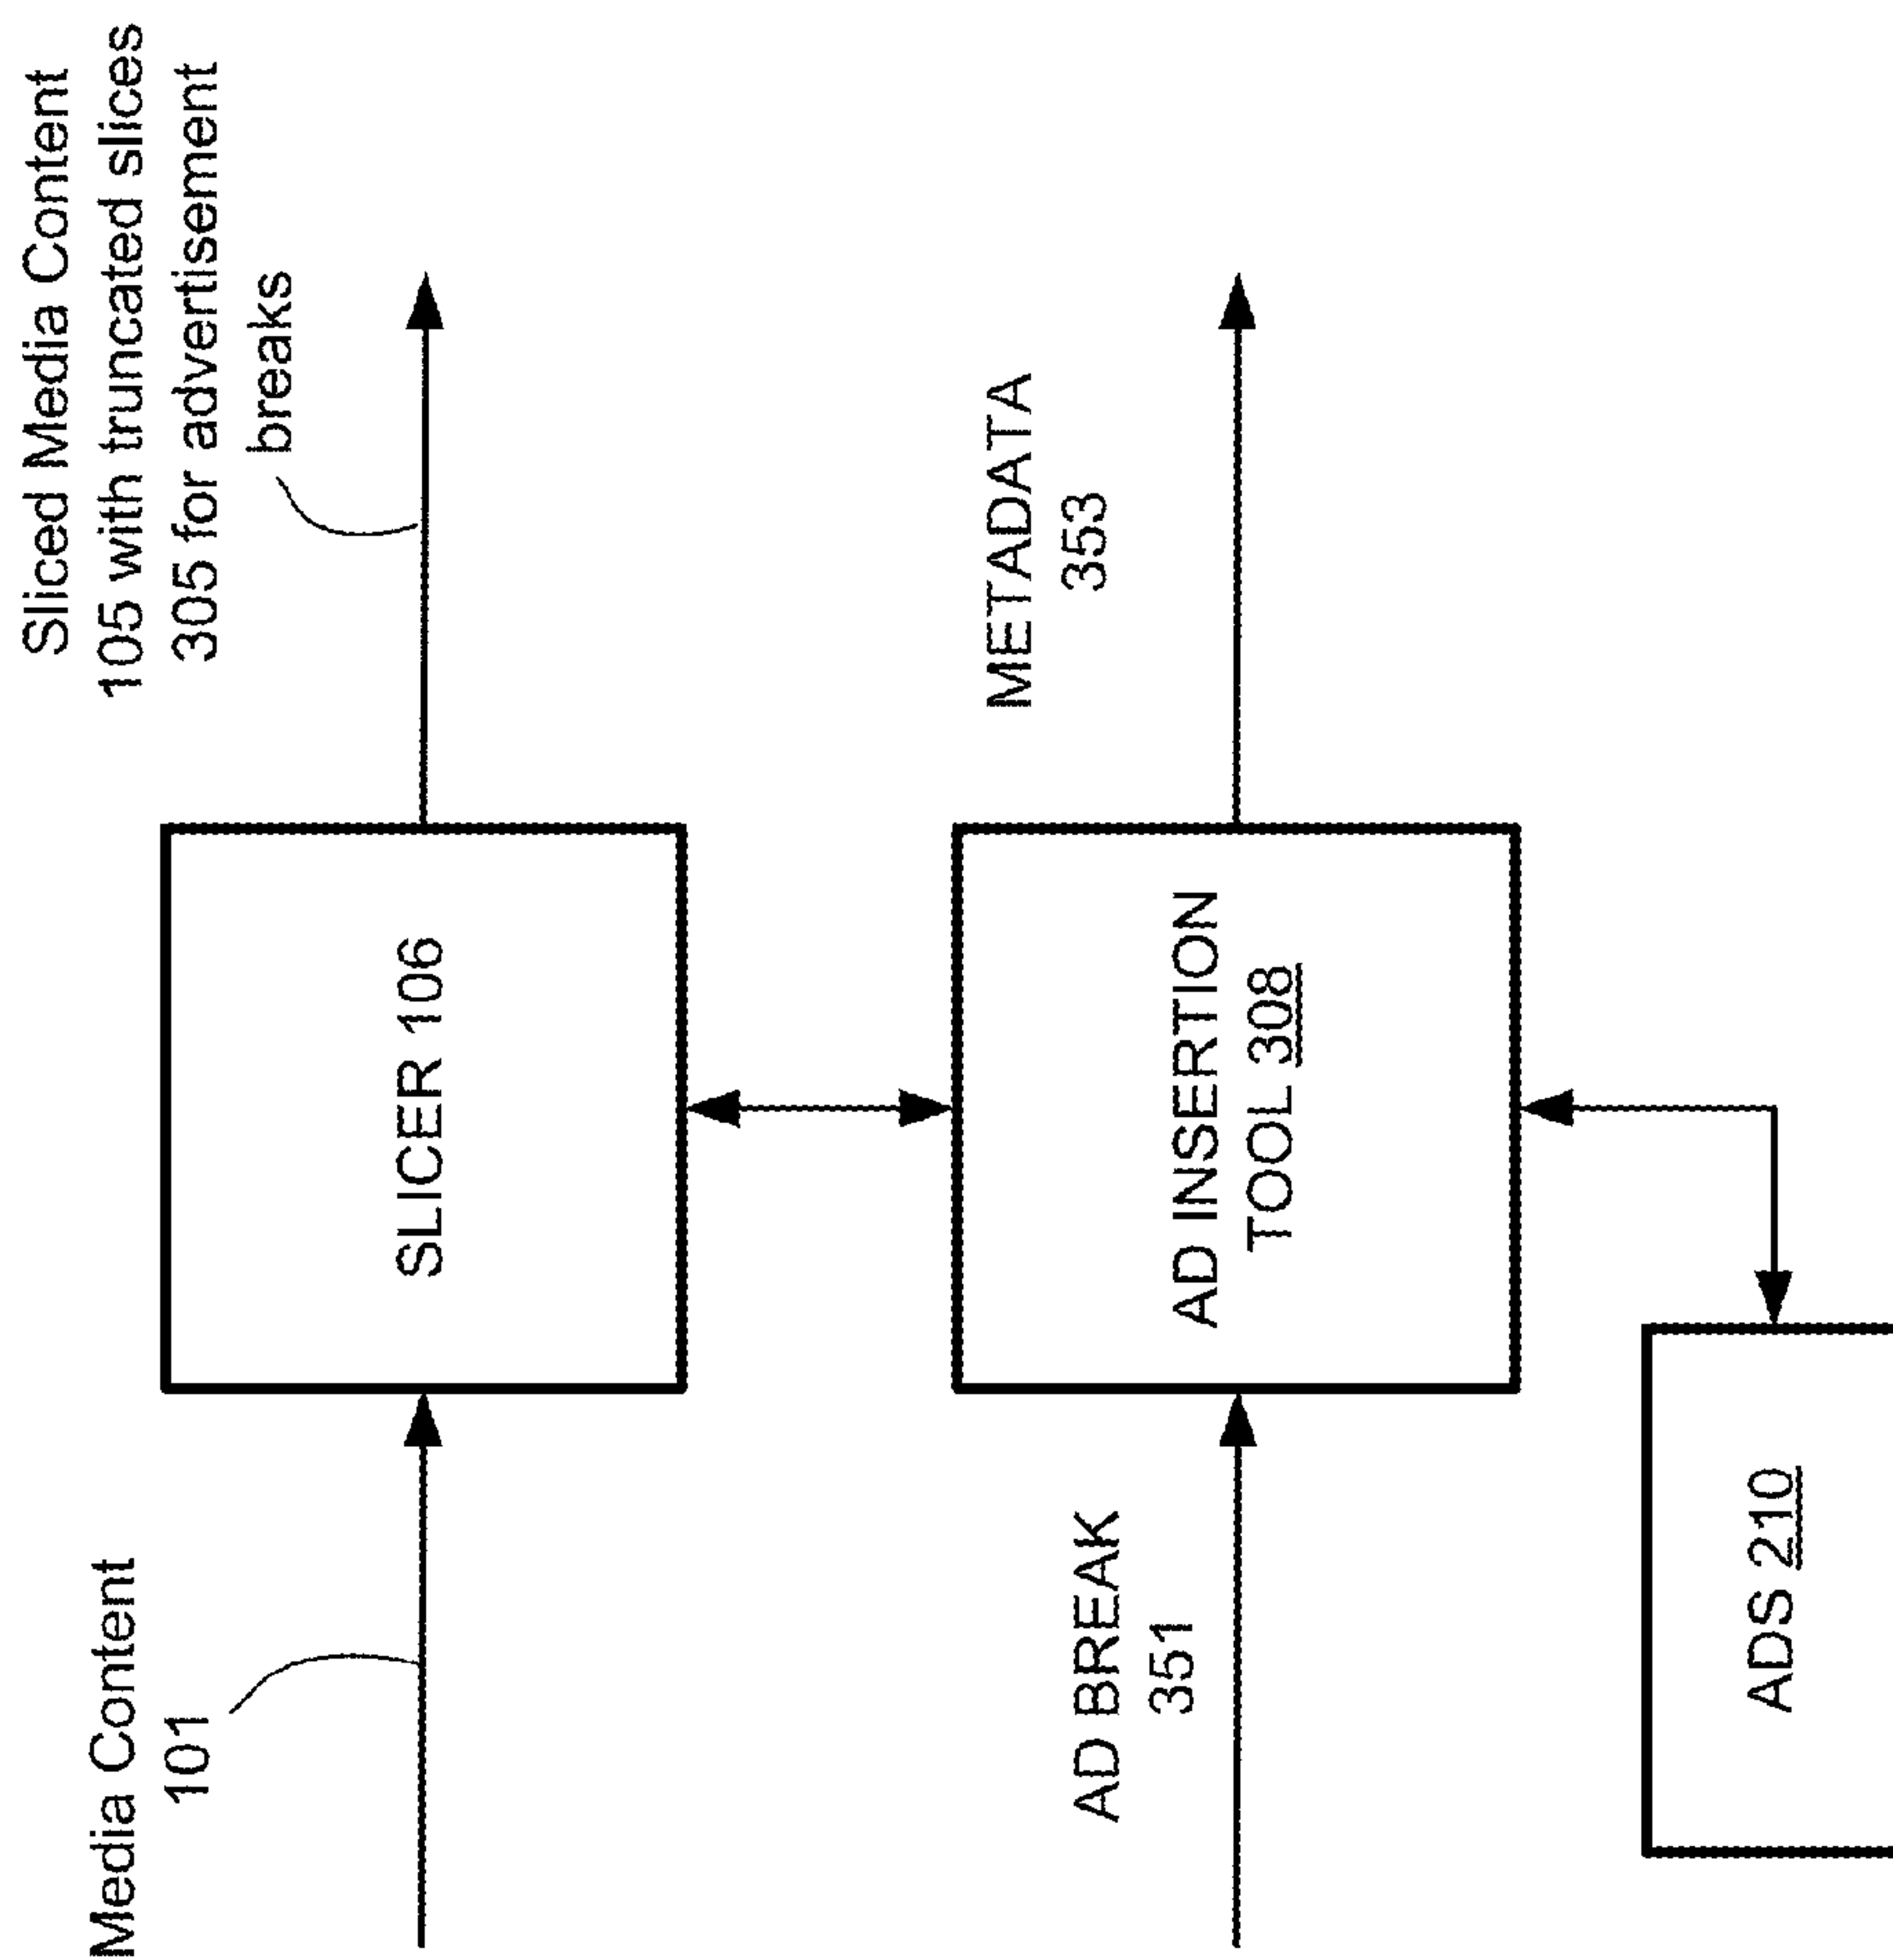 Media Content
101
SLICER 106
Sliced Media Content
105 with truncated slices
305 for advertisement
breaks
AD BREAK
351
AD INSERTION
TOOL 308
METADATA
353
ADS 210